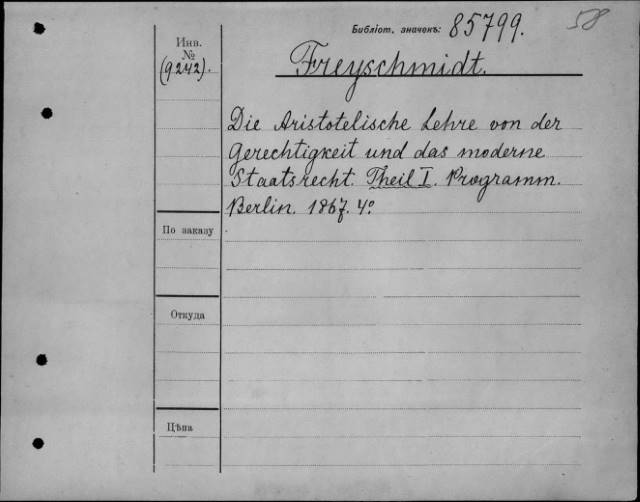 58
Библіот. значекъ: 85799.
Инв.
№
(9242).
Freyschmidt.
Die Aristotelische Lehre von der
Gerechtigkeit und das moderne
Staatsrecht. Theil I. Programm.
Berlin. 1867. 4º
По заказу
Откуда
Цѣна